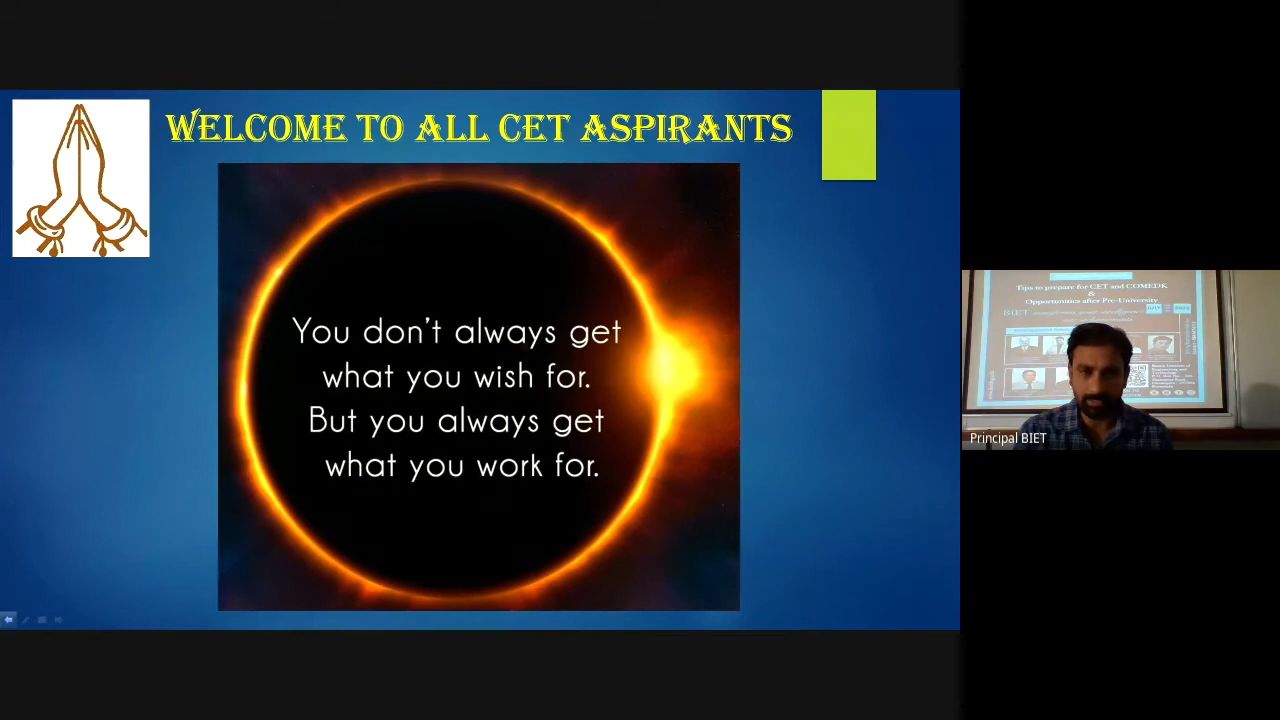 WELCOME TO ALL CET ASPIRANTS
You don't always get
what you wish for.
But you always get
what you work for.
Tips to prepare for CET and COMEDK
&
Opportunities after Pre-University
BIET
Principal BIET